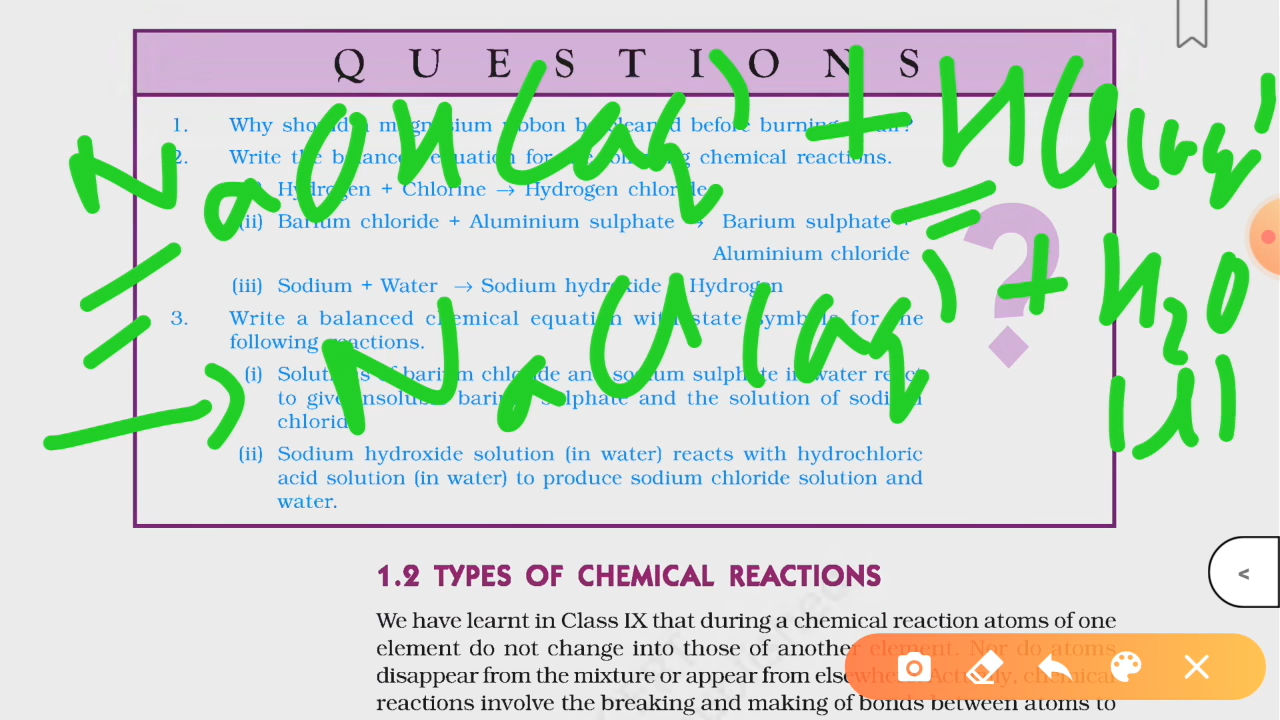 QUESTIONS
1. Why should a magnesium ribbon be cleaned before burning in air?
2. Write the balanced equation for the following chemical reactions.
(i) Hydrogen + Chlorine → Hydrogen chloride
(ii) Barium chloride + Aluminium sulphate → Barium sulphate +
Aluminium chloride
(iii) Sodium + Water → Sodium hydroxide + Hydrogen
3. Write a balanced chemical equation with state symbols for the
following reactions.
(i) Solutions of barium chloride and sodium sulphate in water react
to give insoluble barium sulphate and the solution of sodium
chloride.
(ii) Sodium hydroxide solution (in water) reacts with hydrochloric
acid solution (in water) to produce sodium chloride solution and
water.
NaOH(aq) + HCl(aq)
→ NaCl(aq) + H2O
(l)
1.2 TYPES OF CHEMICAL REACTIONS
We have learnt in Class IX that during a chemical reaction atoms of one
element do not change into those of another element. Nor do atoms
disappear from the mixture or appear from elsewhere. Actually, chemical
reactions involve the breaking and making of bonds between atoms to